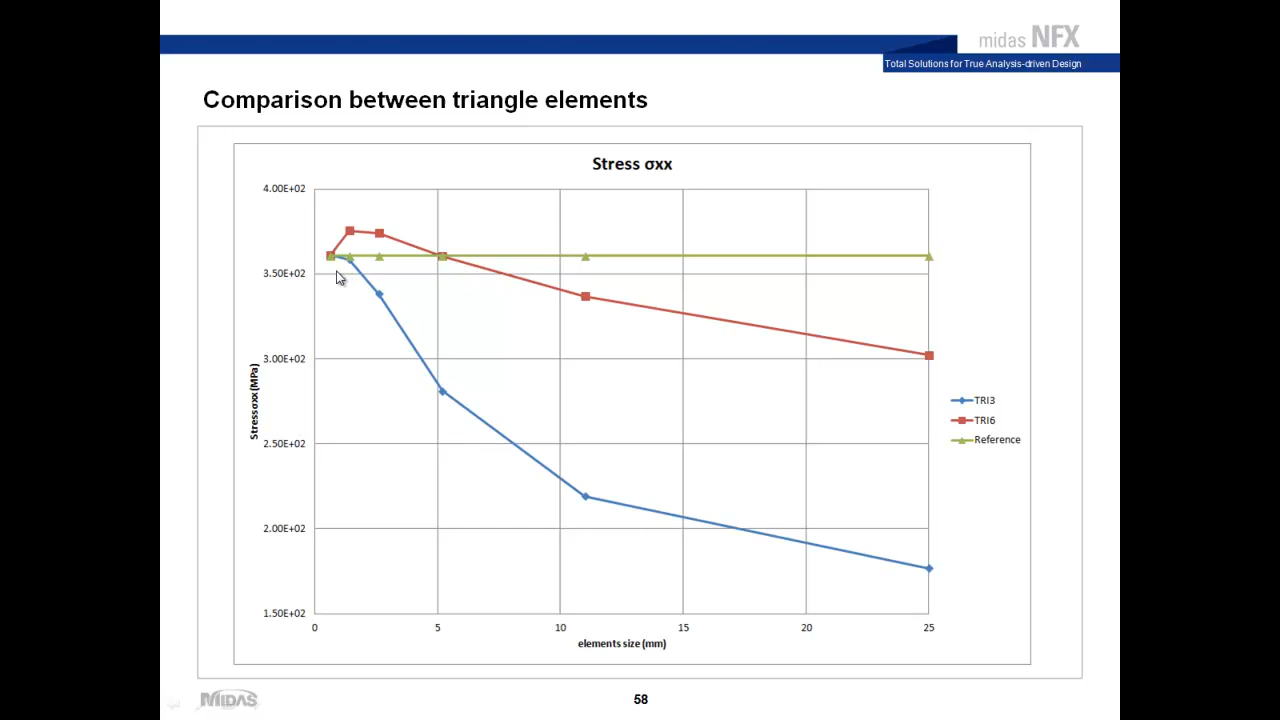 midas NFX
Total Solutions for True Analysis-driven Design
Comparison between triangle elements
Stress σxx
4.00E+02
3.50E+02
3.00E+02
2.50E+02
2.00E+02
1.50E+02
Stress σxx (MPa)
0 5 10 15 20 25
elements size (mm)
TRI3
TRI6
Reference
MIDAS
58